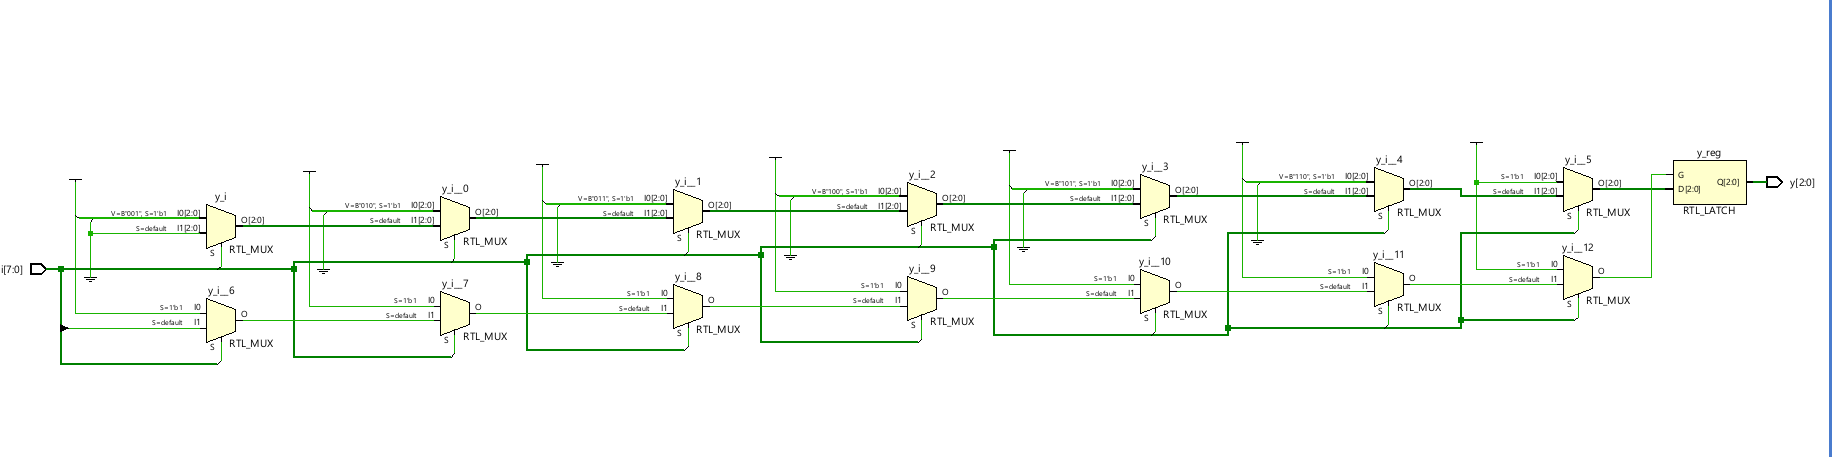 i[7:0]
y_i
V=B"001", S=1'b1 I0[2:0]
S=default I1[2:0]
O[2:0]
S
RTL_MUX
y_i__6
S=1'b1 I0
S=default I1
O
S
RTL_MUX
y_i__0
V=B"010", S=1'b1 I0[2:0]
S=default I1[2:0]
O[2:0]
S
RTL_MUX
y_i__7
S=1'b1 I0
S=default I1
O
S
RTL_MUX
y_i__1
V=B"011", S=1'b1 I0[2:0]
S=default I1[2:0]
O[2:0]
S
RTL_MUX
y_i__8
S=1'b1 I0
S=default I1
O
S
RTL_MUX
y_i__2
V=B"100", S=1'b1 I0[2:0]
S=default I1[2:0]
O[2:0]
S
RTL_MUX
y_i__9
S=1'b1 I0
S=default I1
O
S
RTL_MUX
y_i__3
V=B"101", S=1'b1 I0[2:0]
S=default I1[2:0]
O[2:0]
S
RTL_MUX
y_i__10
S=1'b1 I0
S=default I1
O
S
RTL_MUX
y_i__4
V=B"110", S=1'b1 I0[2:0]
S=default I1[2:0]
O[2:0]
S
RTL_MUX
y_i__11
S=1'b1 I0
S=default I1
O
S
RTL_MUX
y_i__5
S=1'b1 I0[2:0]
S=default I1[2:0]
O[2:0]
S
RTL_MUX
y_i__12
S=1'b1 I0
S=default I1
O
S
RTL_MUX
y_reg
G
D[2:0]
Q[2:0]
RTL_LATCH
y[2:0]